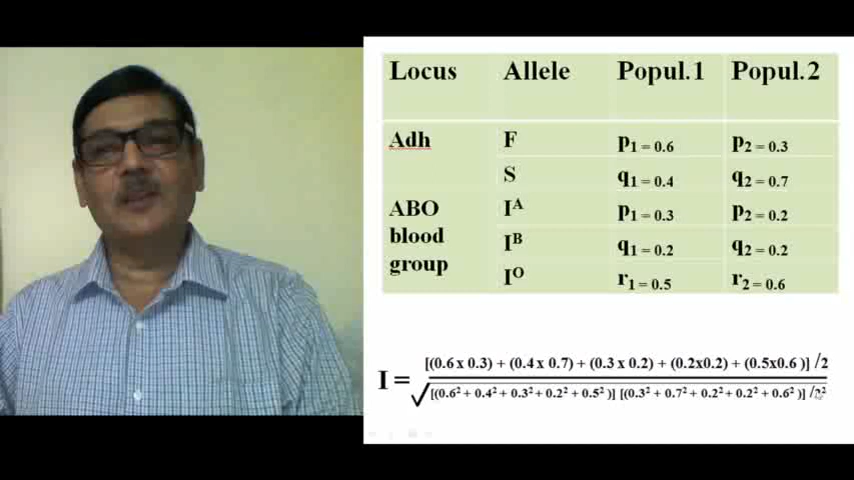 Locus Allele Popul.1 Popul.2
Adh F p₁ = 0.6 p₂ = 0.3
S q₁ = 0.4 q₂ = 0.7
ABO blood group Iᴬ p₁ = 0.3 p₂ = 0.2
Iᴮ q₁ = 0.2 q₂ = 0.2
Iᴼ r₁ = 0.5 r₂ = 0.6
[(0.6 x 0.3) + (0.4 x 0.7) + (0.3 x 0.2) + (0.2x0.2) + (0.5x0.6 )] /2
I =
√[(0.6² + 0.4² + 0.3² + 0.2² + 0.5² )] [(0.3² + 0.7² + 0.2² + 0.2² + 0.6² )] /2²